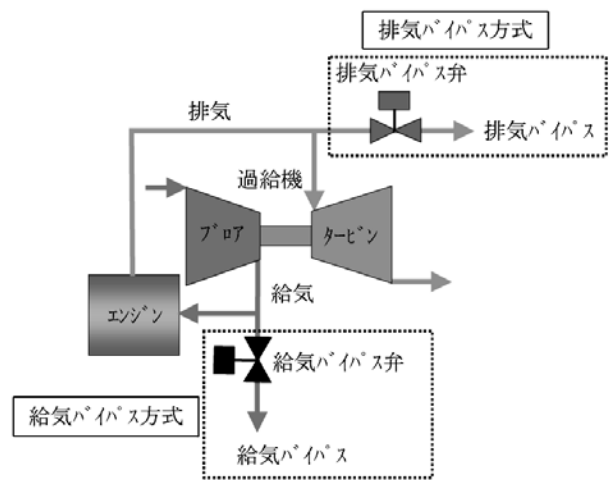 排気バイパス方式
排気バイパス弁
排気
排気バイパス
過給機
ブロア
タービン
給気
エンジン
給気バイパス弁
給気バイパス方式
給気バイパス